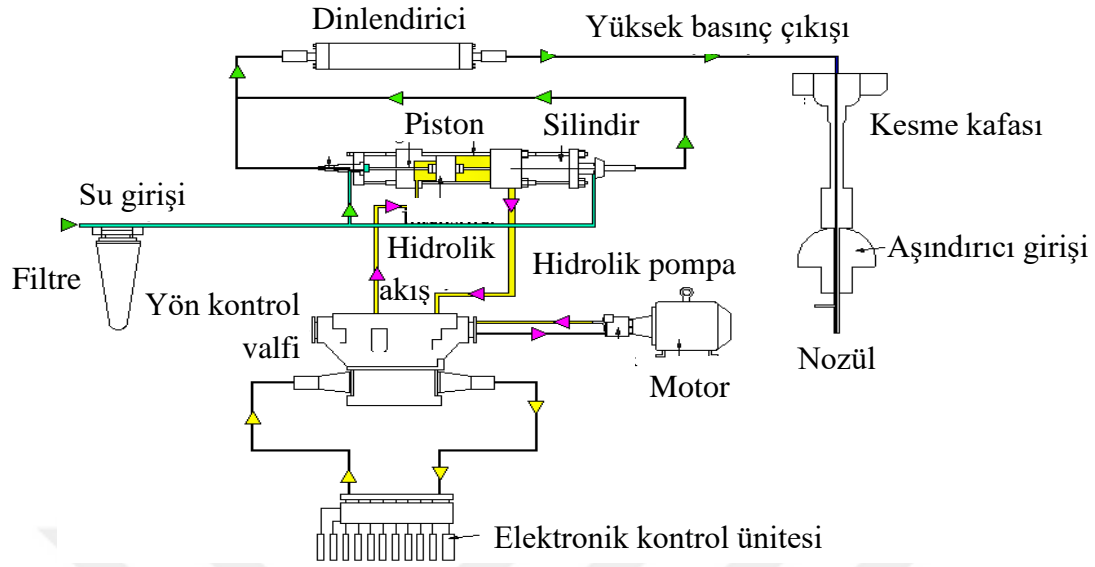 Dinlendirici
Yüksek basınç çıkışı
Piston
Silindir
Kesme kafası
Su girişi
Filtre
Hidrolik
akış
Hidrolik pompa
Aşındırıcı girişi
Yön kontrol
valfi
Motor
Nozül
Elektronik kontrol ünitesi